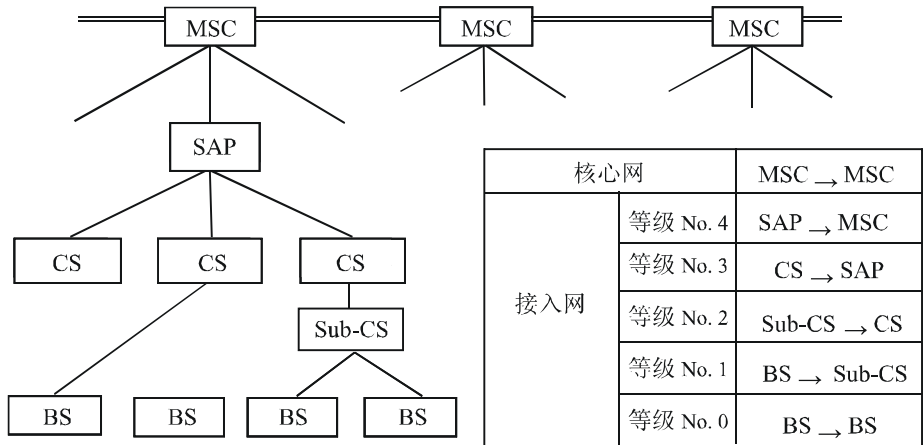 MSC MSC MSC
SAP
CS CS CS
Sub-CS
BS BS BS BS
核心网 MSC → MSC
接入网
等级 No. 4 SAP → MSC
等级 No. 3 CS → SAP
等级 No. 2 Sub-CS → CS
等级 No. 1 BS → Sub-CS
等级 No. 0 BS → BS